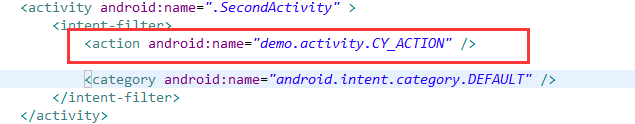 <activity android:name=".SecondActivity" >
<intent-filter>
<action android:name="demo.activity.CY_ACTION" />
<category android:name="android.intent.category.DEFAULT" />
</intent-filter>
</activity>